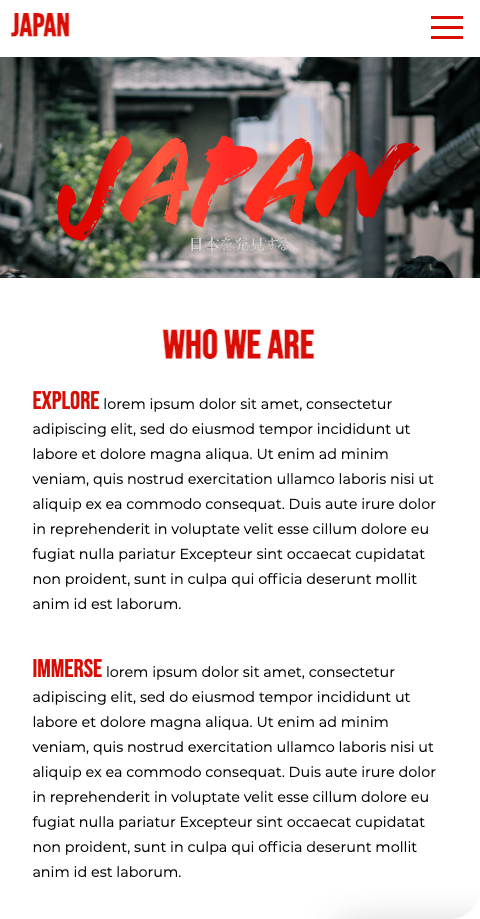 JAPAN
JAPAN
日本を発見する
WHO WE ARE
EXPLORE lorem ipsum dolor sit amet, consectetur
adipiscing elit, sed do eiusmod tempor incididunt ut
labore et dolore magna aliqua. Ut enim ad minim
veniam, quis nostrud exercitation ullamco laboris nisi ut
aliquip ex ea commodo consequat. Duis aute irure dolor
in reprehenderit in voluptate velit esse cillum dolore eu
fugiat nulla pariatur Excepteur sint occaecat cupidatat
non proident, sunt in culpa qui officia deserunt mollit
anim id est laborum.
IMMERSE lorem ipsum dolor sit amet, consectetur
adipiscing elit, sed do eiusmod tempor incididunt ut
labore et dolore magna aliqua. Ut enim ad minim
veniam, quis nostrud exercitation ullamco laboris nisi ut
aliquip ex ea commodo consequat. Duis aute irure dolor
in reprehenderit in voluptate velit esse cillum dolore eu
fugiat nulla pariatur Excepteur sint occaecat cupidatat
non proident, sunt in culpa qui officia deserunt mollit
anim id est laborum.